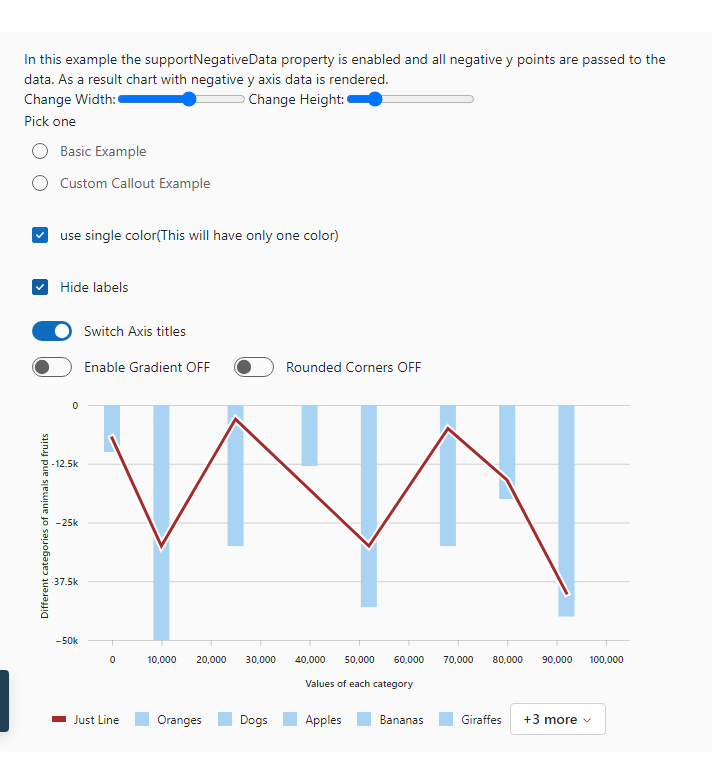 In this example the supportNegativeData property is enabled and all negative y points are passed to the
data. As a result chart with negative y axis data is rendered.
Change Width: Change Height:
Pick one
Basic Example
Custom Callout Example
use single color(This will have only one color)
Hide labels
Switch Axis titles
Enable Gradient OFF Rounded Corners OFF
Different categories of animals and fruits
0
-12.5k
−25k
-37.5k
−50k
0 10,000 20,000 30,000 40,000 50,000 60,000 70,000 80,000 90,000 100,000
Values of each category
Just Line Oranges Dogs Apples Bananas Giraffes +3 more